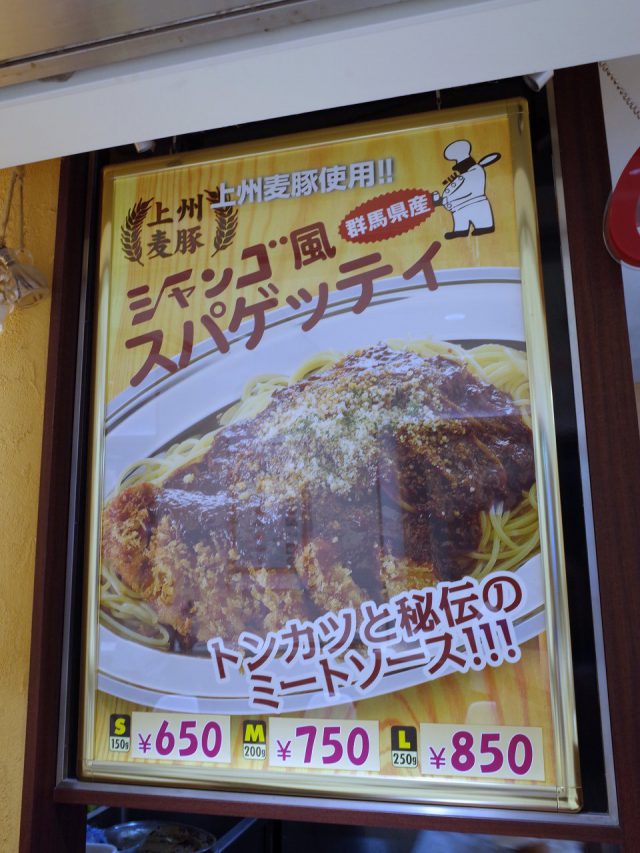 上州麦豚使用!!
上州
麦豚
群馬県産
シャンゴ風
スパゲッティ
トンカツと秘伝の
ミートソース!!!
S
150g
¥650
M
200g
¥750
L
250g
¥850